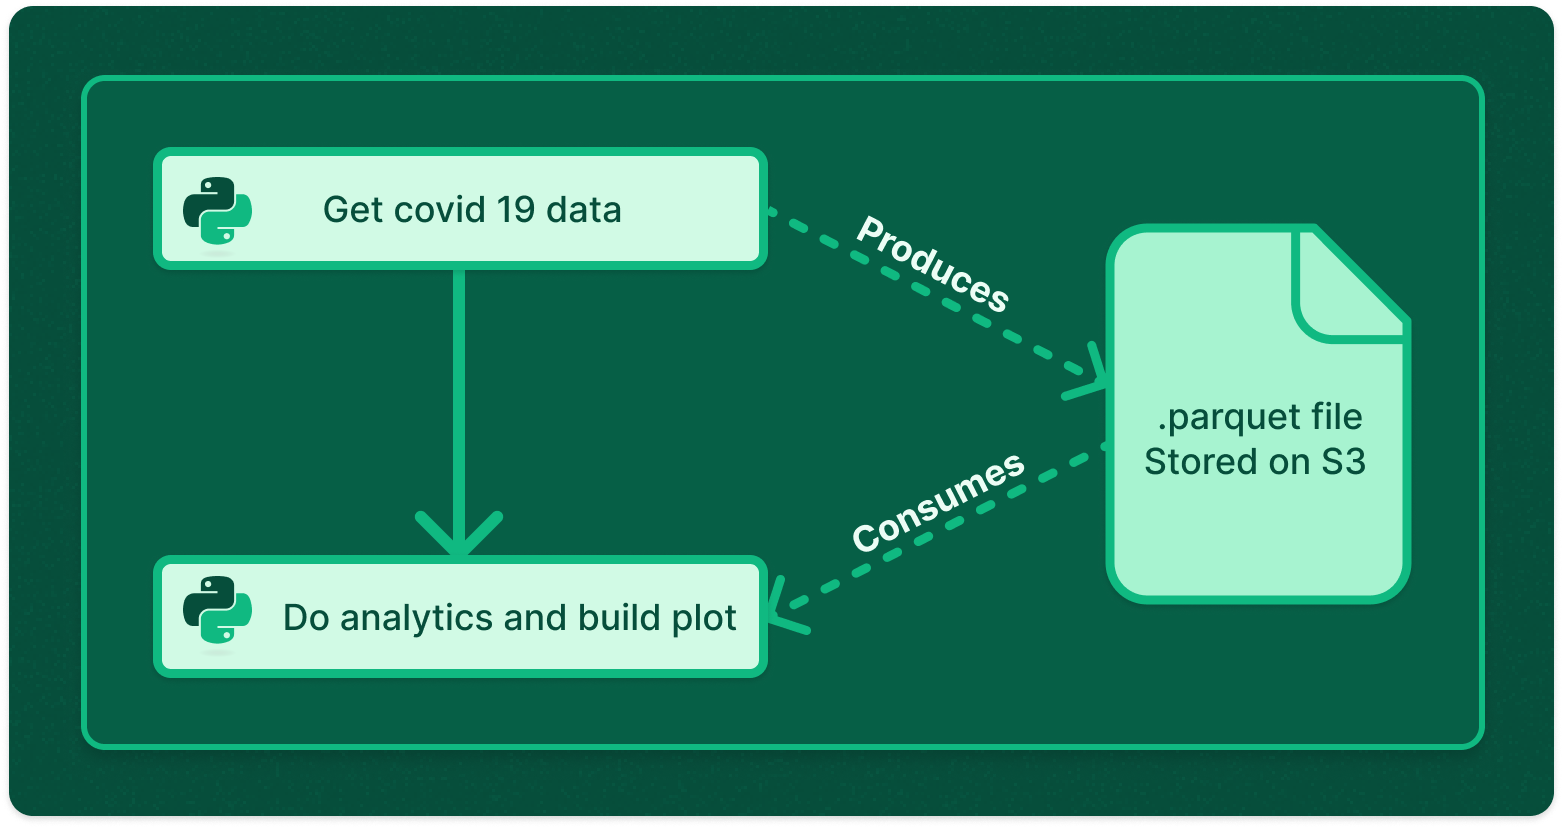 Get covid 19 data
Produces
.parquet file
Stored on S3
Consumes
Do analytics and build plot